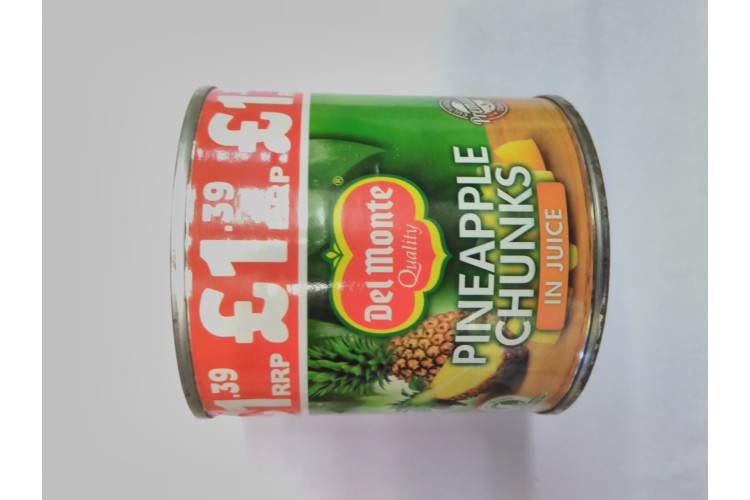 £1.39
RRP
£1.39
RRP
Del Monte
®
Quality
PINEAPPLE
CHUNKS
IN JUICE